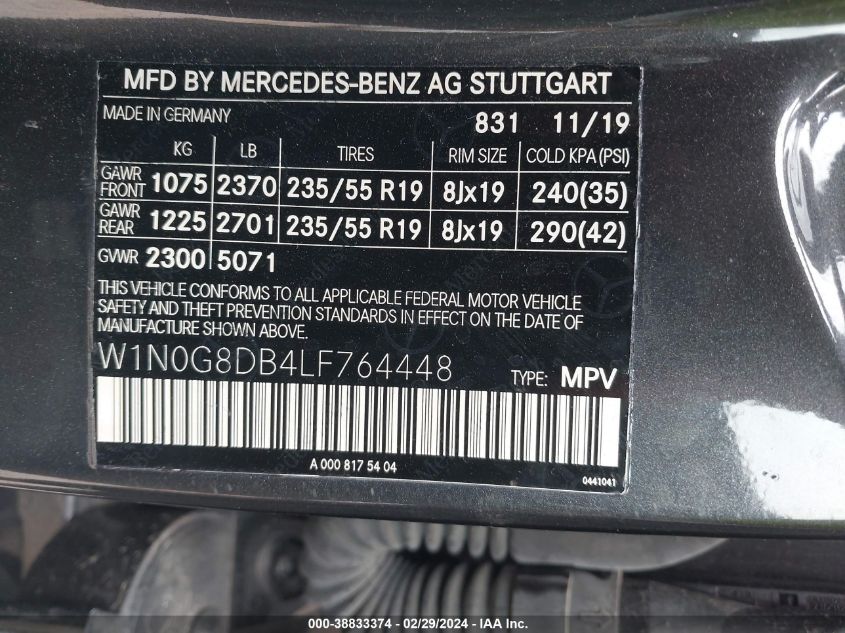 MFD BY MERCEDES-BENZ AG STUTTGART
MADE IN GERMANY 831 11/19
KG LB TIRES RIM SIZE COLD KPA (PSI)
GAWR FRONT 1075 2370 235/55 R19 8Jx19 240(35)
GAWR REAR 1225 2701 235/55 R19 8Jx19 290(42)
GVWR 2300 5071
THIS VEHICLE CONFORMS TO ALL APPLICABLE FEDERAL MOTOR VEHICLE
SAFETY AND THEFT PREVENTION STANDARDS IN EFFECT ON THE DATE OF
MANUFACTURE SHOWN ABOVE.
W1N0G8DB4LF764448 TYPE: MPV
A 000 817 54 04
0441041
000-38833374 - 02/29/2024 - IAA Inc.